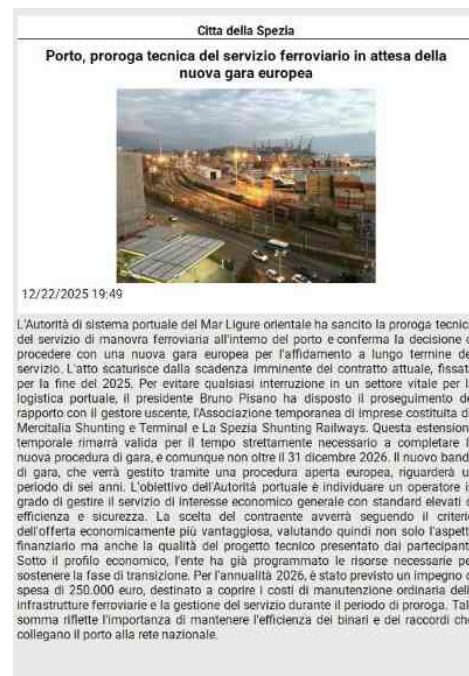 Citta della Spezia
Porto, proroga tecnica del servizio ferroviario in attesa della
nuova gara europea
12/22/2025 19:49
L'Autorità di sistema portuale del Mar Ligure orientale ha sancito la proroga tecnic
del servizio di manovra ferroviaria all'interno del porto e conferma la decisione d
procedere con una nuova gara europea per l'affidamento a lungo termine de
servizio. L'atto scaturisce dalla scadenza imminente del contratto attuale, fissat
per la fine del 2025. Per evitare qualsiasi interruzione in un settore vitale per l
logistica portuale, il presidente Bruno Pisano ha disposto il proseguimento de
rapporto con il gestore uscente, l'Associazione temporanea di imprese costituita d
Mercitalia Shunting e Terminal e La Spezia Shunting Railways. Questa estension
temporale rimarrà valida per il tempo strettamente necessario a completare l
nuova procedura di gara, e comunque non oltre il 31 dicembre 2026. Il nuovo band
di gara, che verrà gestito tramite una procedura aperta europea, riguarderà u
periodo di sei anni. L'obiettivo dell'Autorità portuale è individuare un operatore i
grado di gestire il servizio di interesse economico generale con standard elevati d
efficienza e sicurezza. La scelta del contraente avverrà seguendo il criteri
dell'offerta economicamente più vantaggiosa, valutando quindi non solo l'aspett
finanziario ma anche la qualità del progetto tecnico presentato dai partecipant
Sotto il profilo economico, l'ente ha già programmato le risorse necessarie pe
sostenere la fase di transizione. Per l'annualità 2026, è stato previsto un impegno d
spesa di 250.000 euro, destinato a coprire i costi di manutenzione ordinaria dell
infrastrutture ferroviarie e la gestione del servizio durante il periodo di proroga. Tal
somma riflette l'importanza di mantenere l'efficienza dei binari e dei raccordi ch
collegano il porto alla rete nazionale.